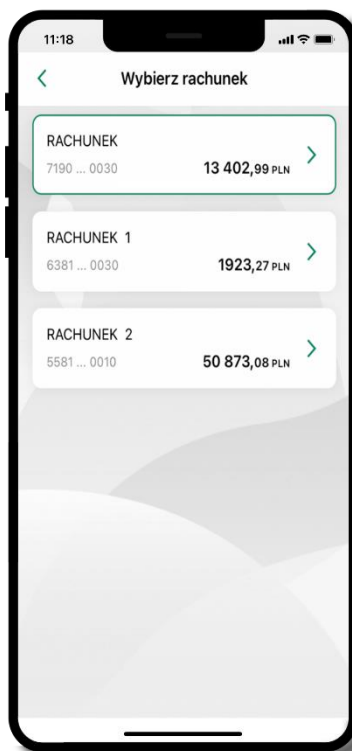 11:18
Wybierz rachunek
RACHUNEK
7190 ... 0030 13 402,99 PLN
RACHUNEK 1
6381 ... 0030 1923,27 PLN
RACHUNEK 2
5581 ... 0010 50 873,08 PLN